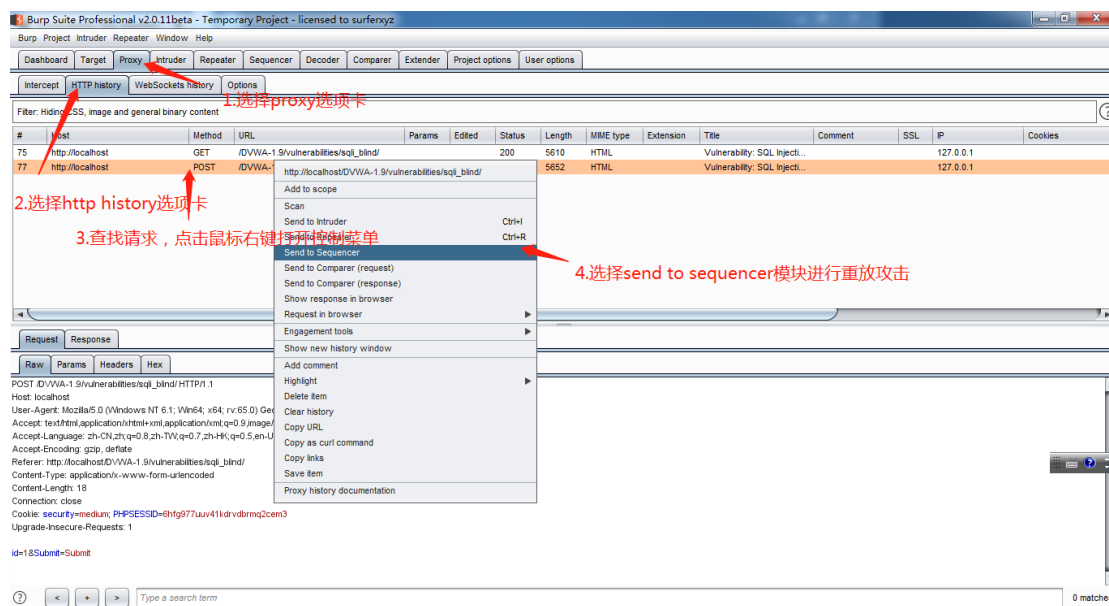 Burp Suite Professional v2.0.11beta - Temporary Project - licensed to surferxyz
Burp Project Intruder Repeater Window Help
Dashboard Target Proxy Intruder Repeater Sequencer Decoder Comparer Extender Project options User options
Intercept HTTP history WebSockets history Options
1.选择proxy选项卡
Filter: Hiding CSS, image and general binary content
# Host Method URL Params Edited Status Length MIME type Extension Title Comment SSL IP Cookies
75 http://localhost GET /DVWA-1.9/vulnerabilities/sqli_blind/ 200 5610 HTML Vulnerability: SQL Injecti... 127.0.0.1
77 http://localhost POST /DVWA- 5652 HTML Vulnerability: SQL Injecti... 127.0.0.1
http://localhost/DVWA-1.9/vulnerabilities/sqli_blind/
Add to scope
2.选择http history选项卡
Scan
Send to Intruder Ctrl+I
3.查找请求，点击鼠标右键打开控制菜单
Send to Repeater Ctrl+R
Send to Sequencer
4.选择send to sequencer模块进行重放攻击
Send to Comparer (request)
Send to Comparer (response)
Show response in browser
Request in browser
Engagement tools
Show new history window
Add comment
Highlight
Delete item
Clear history
Copy URL
Copy as curl command
Copy links
Save item
Proxy history documentation
Request Response
Raw Params Headers Hex
POST /DVWA-1.9/vulnerabilities/sqli_blind/ HTTP/1.1
Host: localhost
User-Agent: Mozilla/5.0 (Windows NT 6.1; Win64; x64; rv:65.0) Gec
Accept: text/html,application/xhtml+xml,application/xml;q=0.9,image/
Accept-Language: zh-CN,zh;q=0.8,zh-TW;q=0.7,zh-HK;q=0.5,en-U
Accept-Encoding: gzip, deflate
Referer: http://localhost/DVWA-1.9/vulnerabilities/sqli_blind/
Content-Type: application/x-www-form-urlencoded
Content-Length: 18
Connection: close
Cookie: security=medium; PHPSESSID=6hfg977uuv41kdrvdbrmq2cem3
Upgrade-Insecure-Requests: 1
id=1&Submit=Submit
? < + > Type a search term 0 matche